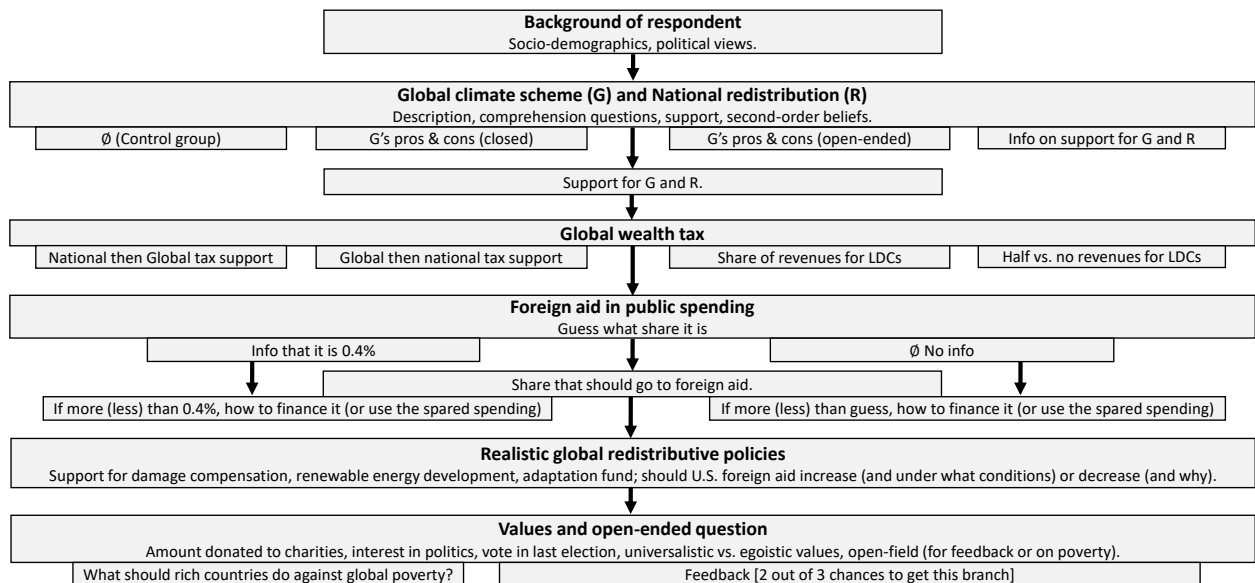 Background of respondent
Socio-demographics, political views.
Global climate scheme (G) and National redistribution (R)
Description, comprehension questions, support, second-order beliefs.
Ø (Control group)
G's pros & cons (closed)
G's pros & cons (open-ended)
Info on support for G and R
Support for G and R.
Global wealth tax
National then Global tax support
Global then national tax support
Share of revenues for LDCs
Half vs. no revenues for LDCs
Foreign aid in public spending
Guess what share it is
Info that it is 0.4%
Ø No info
Share that should go to foreign aid.
If more (less) than 0.4%, how to finance it (or use the spared spending)
If more (less) than guess, how to finance it (or use the spared spending)
Realistic global redistributive policies
Support for damage compensation, renewable energy development, adaptation fund; should U.S. foreign aid increase (and under what conditions) or decrease (and why).
Values and open-ended question
Amount donated to charities, interest in politics, vote in last election, universalistic vs. egoistic values, open-field (for feedback or on poverty).
What should rich countries do against global poverty?
Feedback [2 out of 3 chances to get this branch]